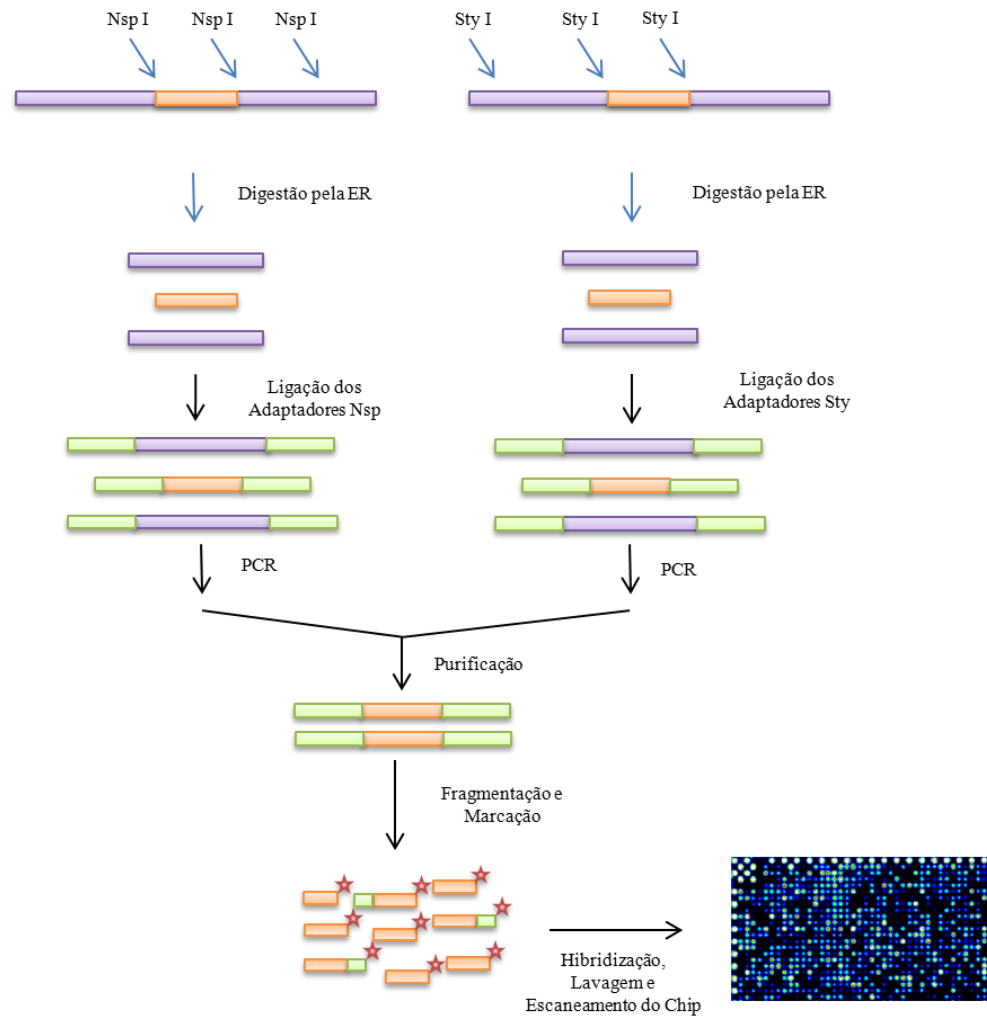 Nsp I Nsp I Nsp I
Sty I Sty I Sty I
Digestão pela ER
Digestão pela ER
Ligação dos
Adaptadores Nsp
Ligação dos
Adaptadores Sty
PCR
PCR
Purificação
Fragmentação e
Marcação
Hibridização,
Lavagem e
Escaneamento do Chip